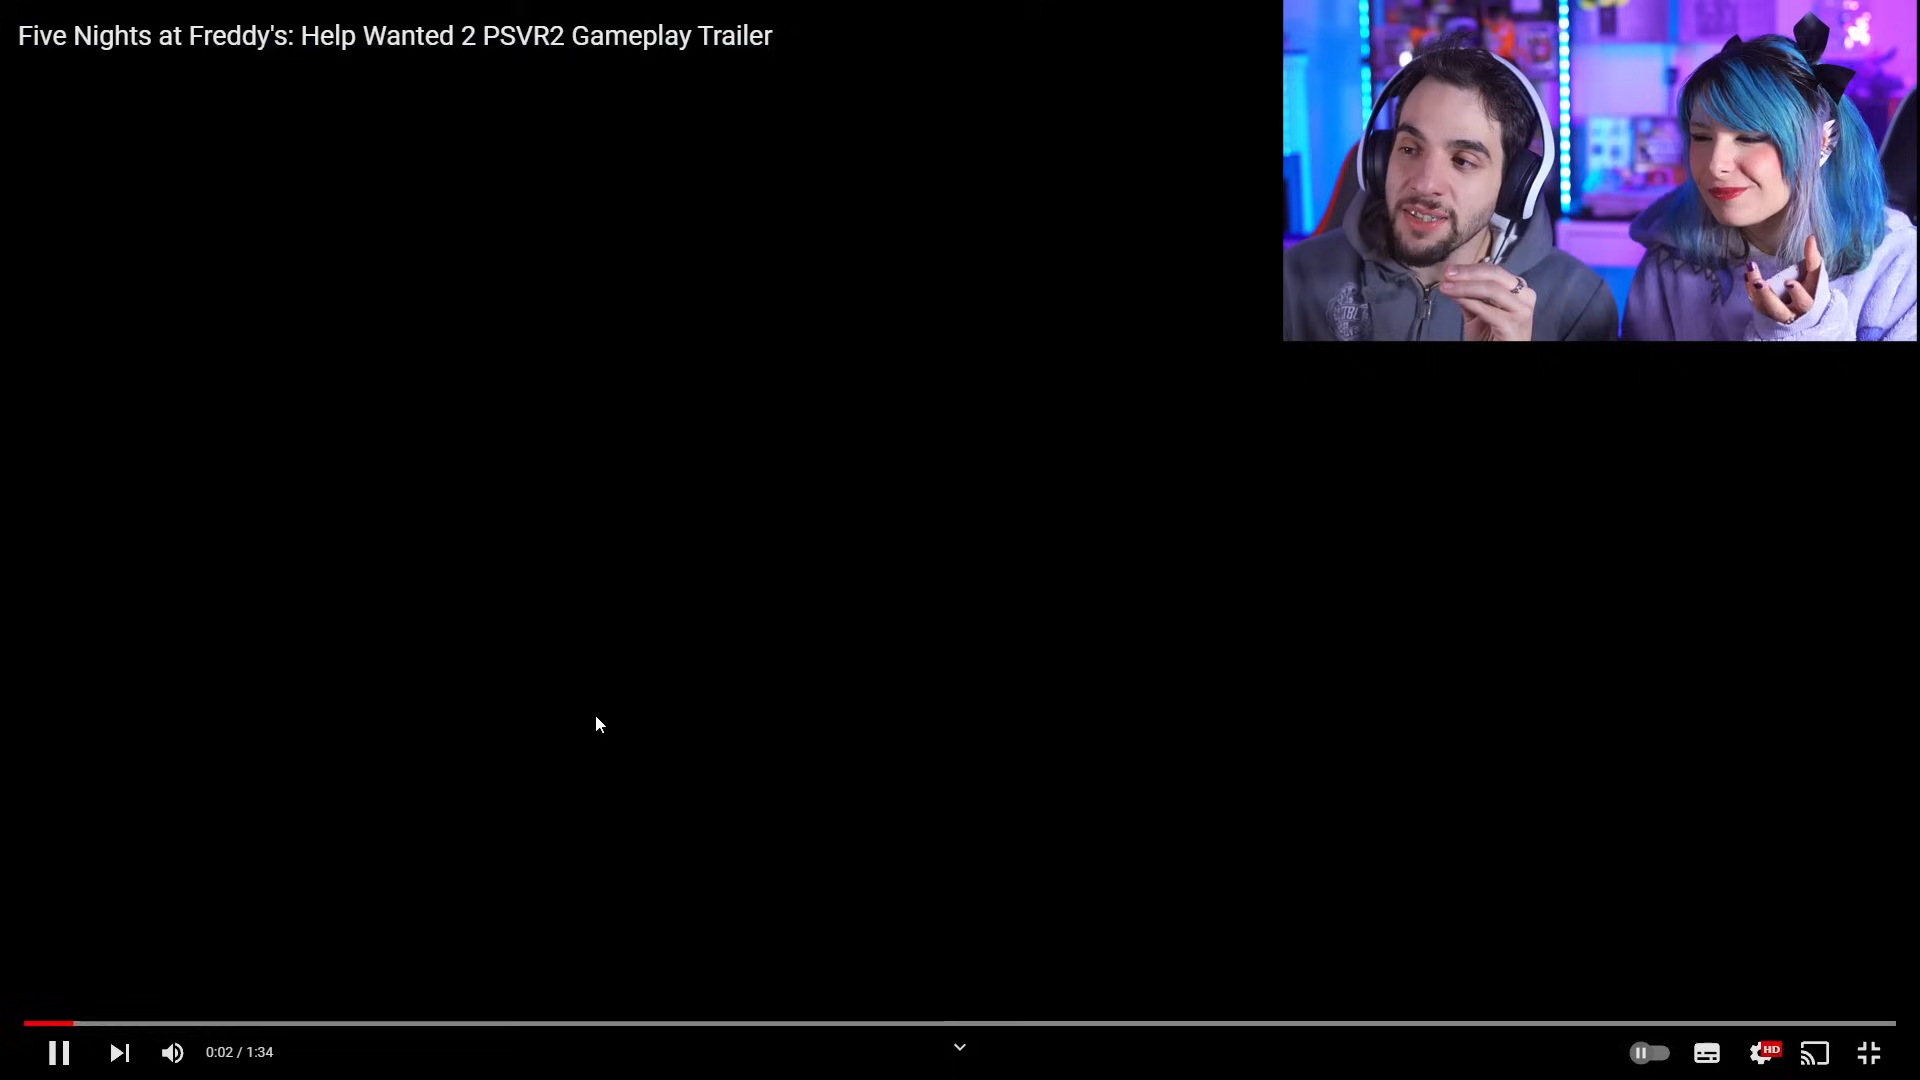 Five Nights at Freddy's: Help Wanted 2 PSVR2 Gameplay Trailer
0:02 / 1:34
HD